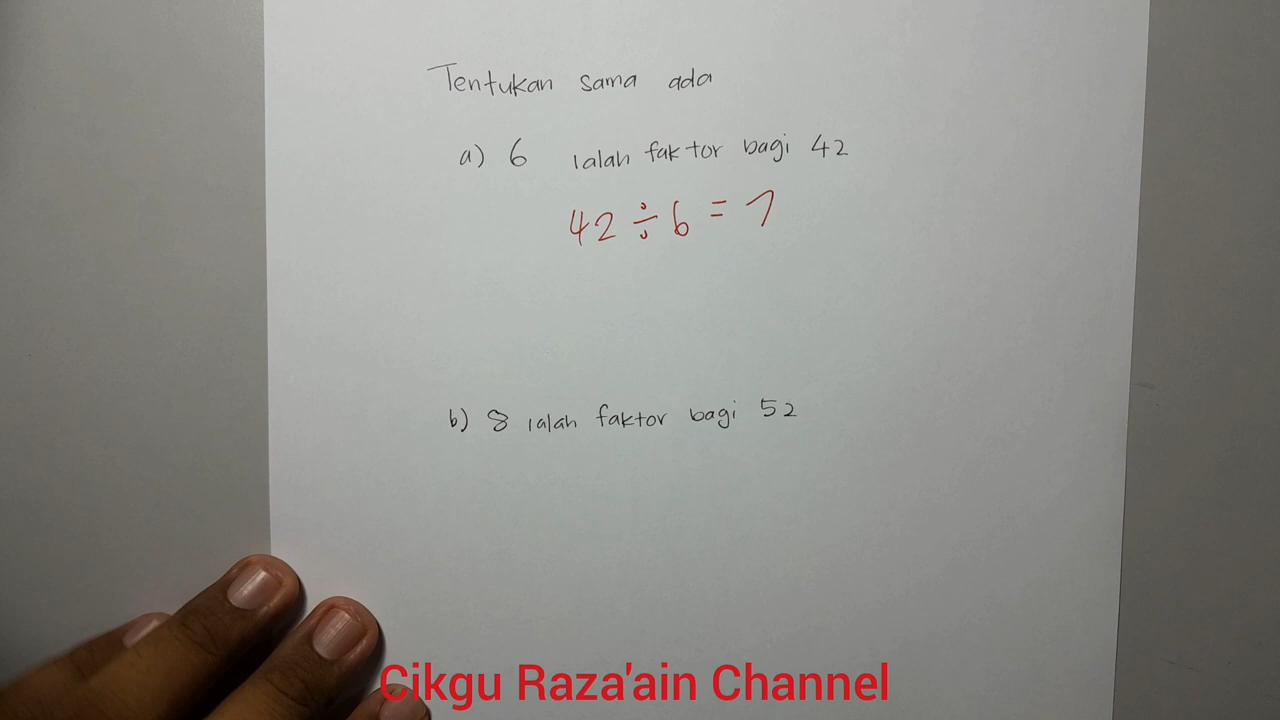 Tentukan sama ada
a) 6 ialah faktor bagi 42
42 ÷ 6 = 7
b) 8 ialah faktor bagi 52
Cikgu Raza'ain Channel